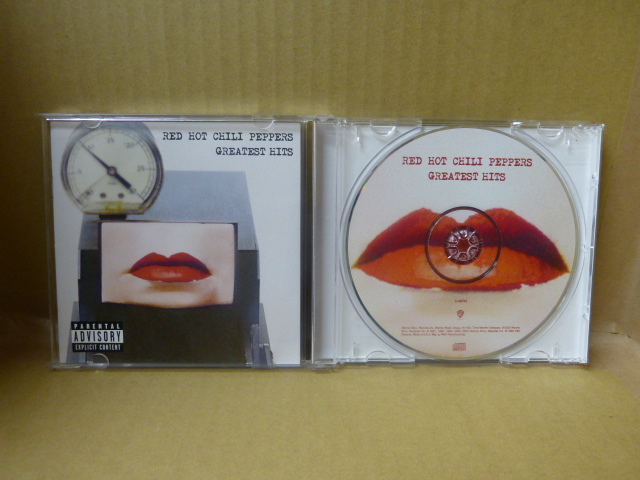 RED HOT CHILI PEPPERS
GREATEST HITS
PARENTAL
ADVISORY
EXPLICIT CONTENT
RED HOT CHILI PEPPERS
GREATEST HITS